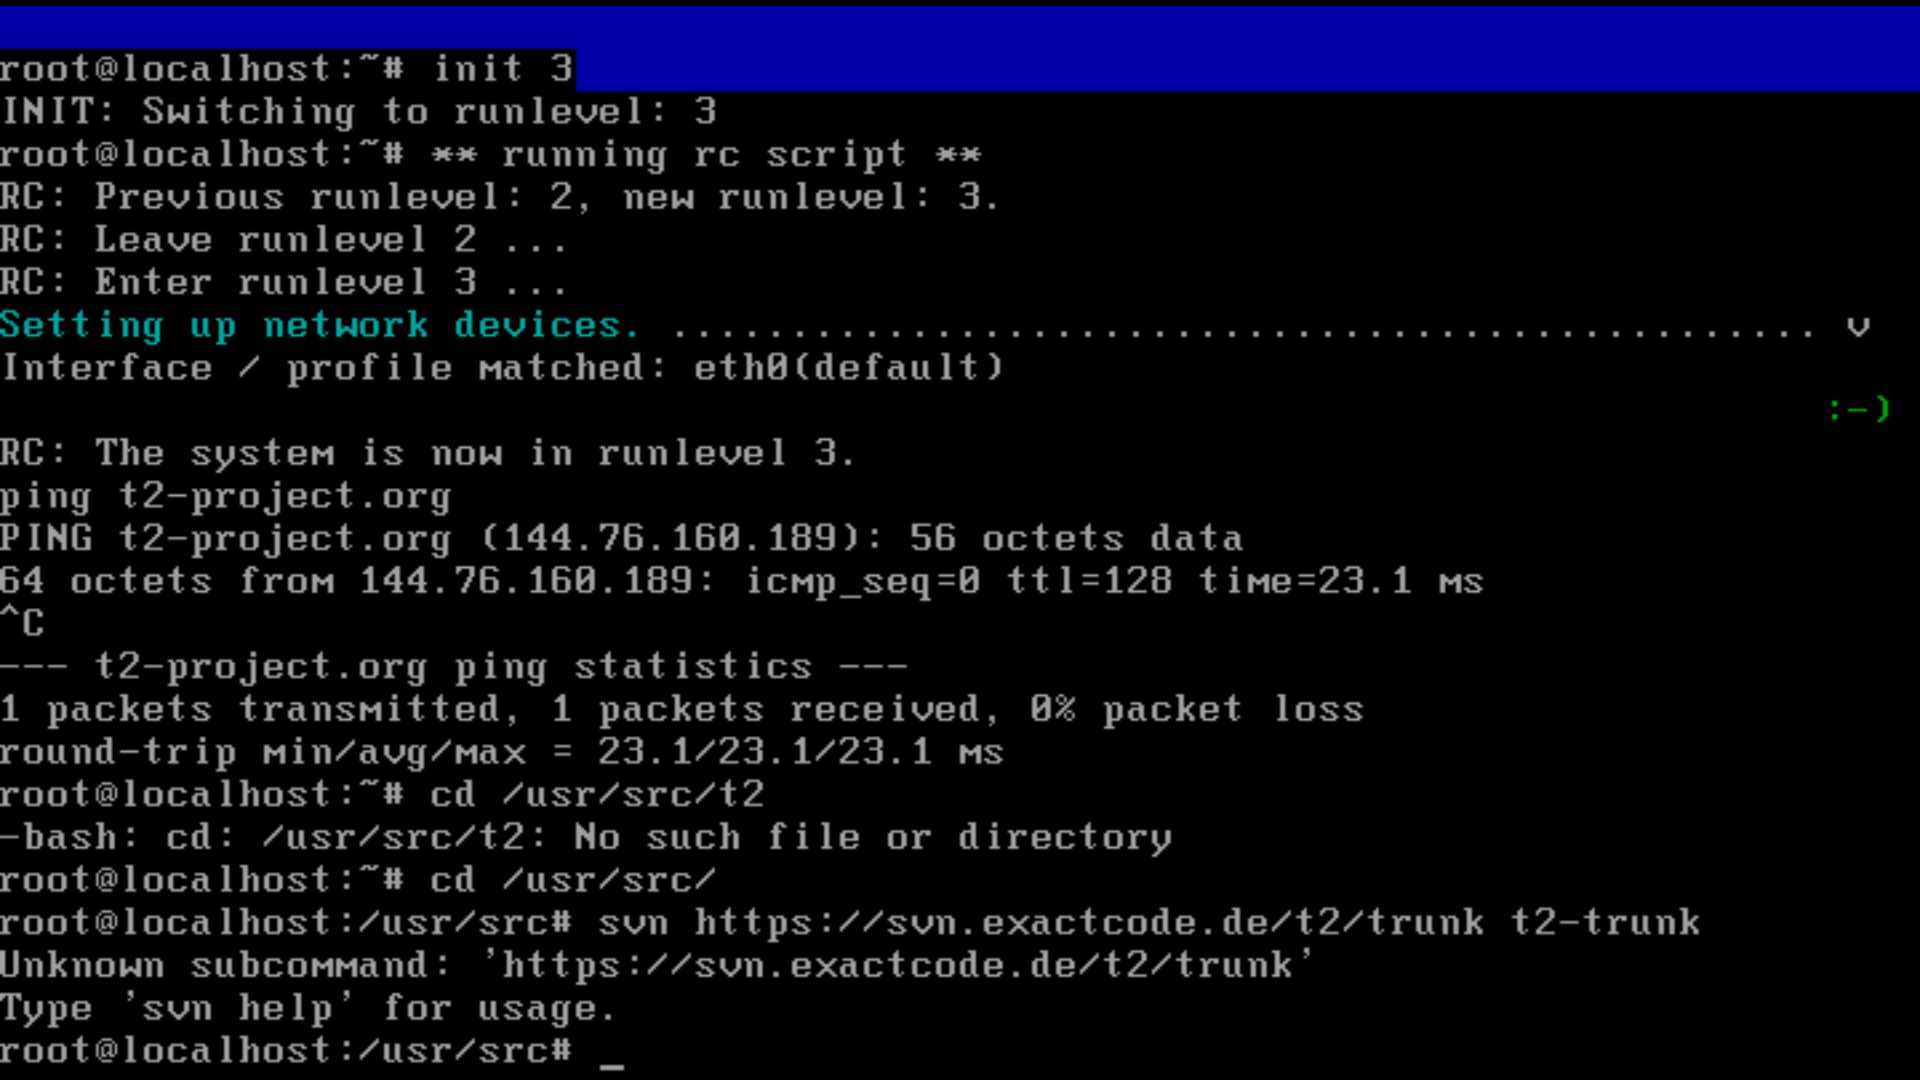 root@localhost:~# init 3
INIT: Switching to runlevel: 3
root@localhost:~# ** running rc script **
RC: Previous runlevel: 2, new runlevel: 3.
RC: Leave runlevel 2 ...
RC: Enter runlevel 3 ...
Setting up network devices. ................................................ v
Interface / profile matched: eth0(default)
:-)
RC: The system is now in runlevel 3.
ping t2-project.org
PING t2-project.org (144.76.160.189): 56 octets data
64 octets from 144.76.160.189: icmp_seq=0 ttl=128 time=23.1 ms
^C
--- t2-project.org ping statistics ---
1 packets transmitted, 1 packets received, 0% packet loss
round-trip min/avg/max = 23.1/23.1/23.1 ms
root@localhost:~# cd /usr/src/t2
-bash: cd: /usr/src/t2: No such file or directory
root@localhost:~# cd /usr/src/
root@localhost:/usr/src# svn https://svn.exactcode.de/t2/trunk t2-trunk
Unknown subcommand: 'https://svn.exactcode.de/t2/trunk'
Type 'svn help' for usage.
root@localhost:/usr/src# _